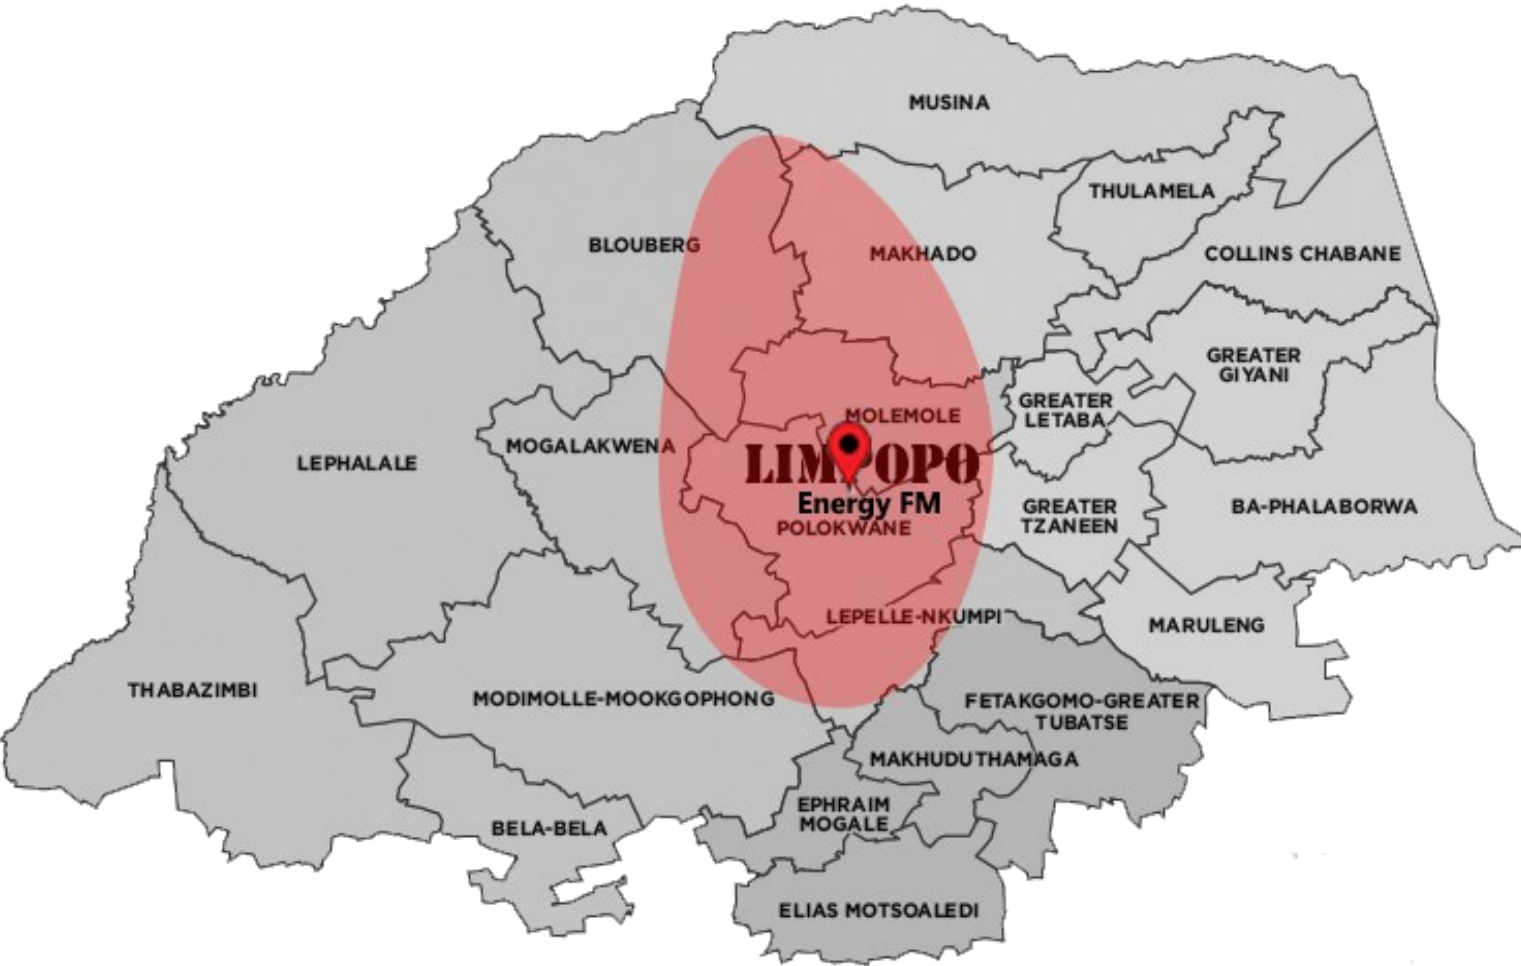 MUSINA
THULAMELA
BLOUBERG
MAKHADO
COLLINS CHABANE
GREATER
GIYANI
GREATER
LETABA
MOLEMOLE
MOGALAKWENA
LEPHALALE
LIMPOPO
Energy FM
POLOKWANE
GREATER
TZANEEN
BA-PHALABORWA
LEPELLE-NKUMPI
MARULENG
THABAZIMBI
MODIMOLLE-MOOKGOPHONG
FETAKGOMO-GREATER
TUBATSE
MAKHUDUTHAMAGA
EPHRAIM
MOGALE
BELA-BELA
ELIAS MOTSOALEDI